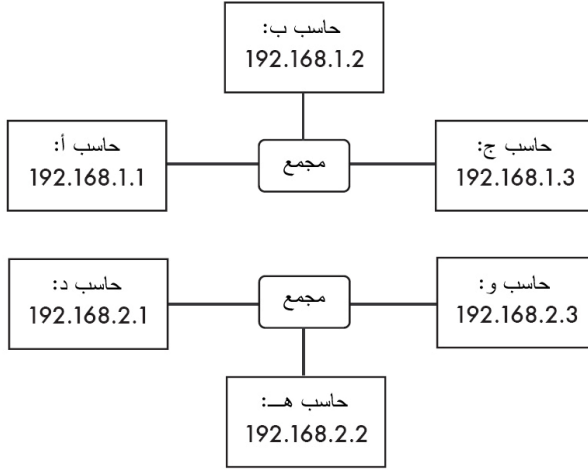 حاسب ب:
192.168.1.2
حاسب أ:
192.168.1.1
مجمع
حاسب ج:
192.168.1.3
حاسب د:
192.168.2.1
مجمع
حاسب و:
192.168.2.3
حاسب هـ:
192.168.2.2